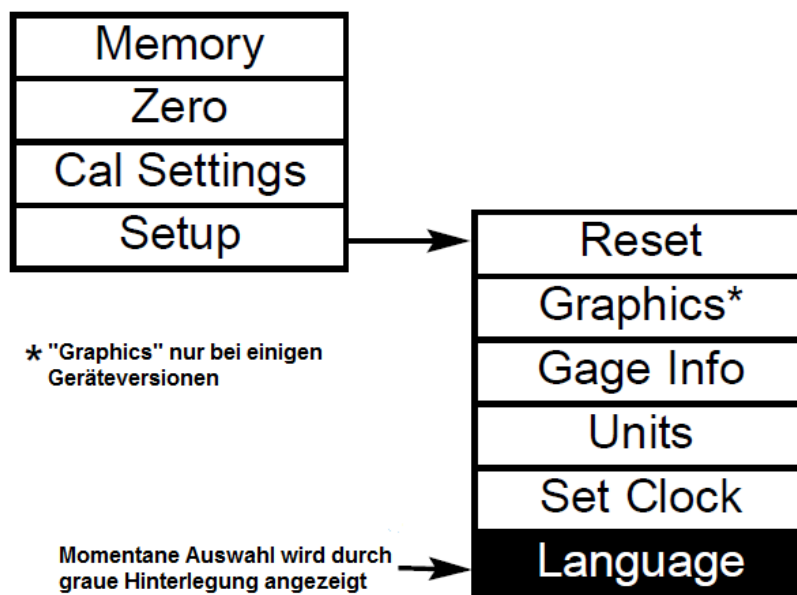 Memory
Zero
Cal Settings
Setup
Reset
Graphics*
Gage Info
Units
Set Clock
Language
* "Graphics" nur bei einigen
Geräteversionen
Momentane Auswahl wird durch
graue Hinterlegung angezeigt